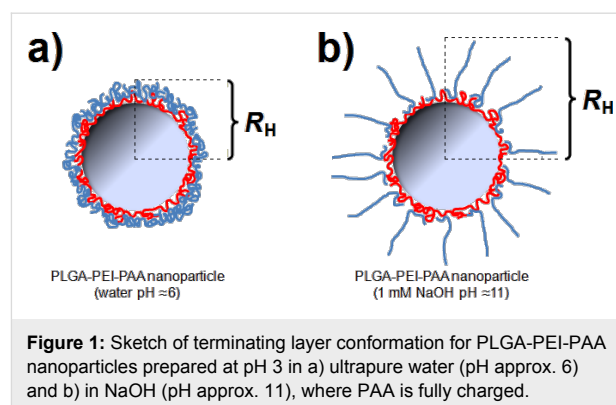 a)
R_H
PLGA-PEI-PAA nanoparticle
(water pH ≈6)
b)
R_H
PLGA-PEI-PAA nanoparticle
(1 mM NaOH pH ≈11)
Figure 1: Sketch of terminating layer conformation for PLGA-PEI-PAA
nanoparticles prepared at pH 3 in a) ultrapure water (pH approx. 6)
and b) in NaOH (pH approx. 11), where PAA is fully charged.